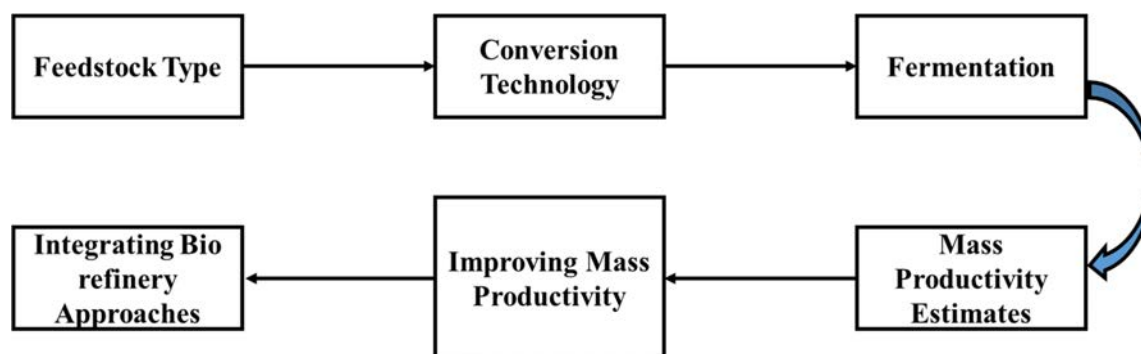 Feedstock Type
Conversion
Technology
Fermentation
Mass
Productivity
Estimates
Improving Mass
Productivity
Integrating Bio
refinery
Approaches